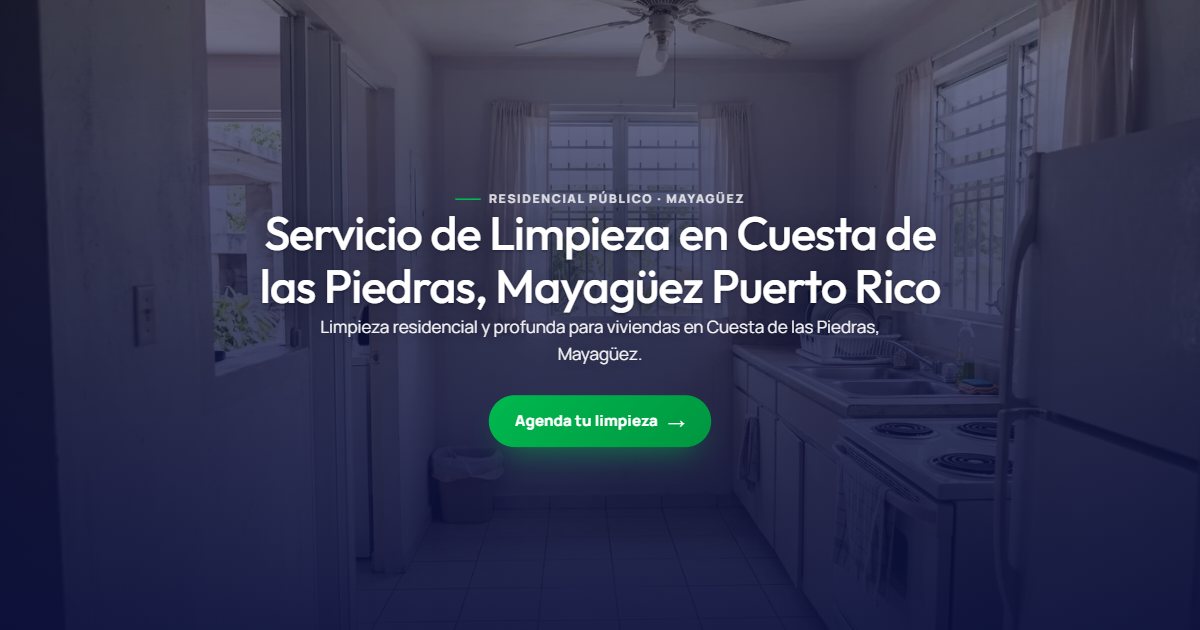 RESIDENCIAL PÚBLICO · MAYAGÜEZ
Servicio de Limpieza en Cuesta de
las Piedras, Mayagüez Puerto Rico
Limpieza residencial y profunda para viviendas en Cuesta de las Piedras,
Mayagüez.
Agenda tu limpieza →